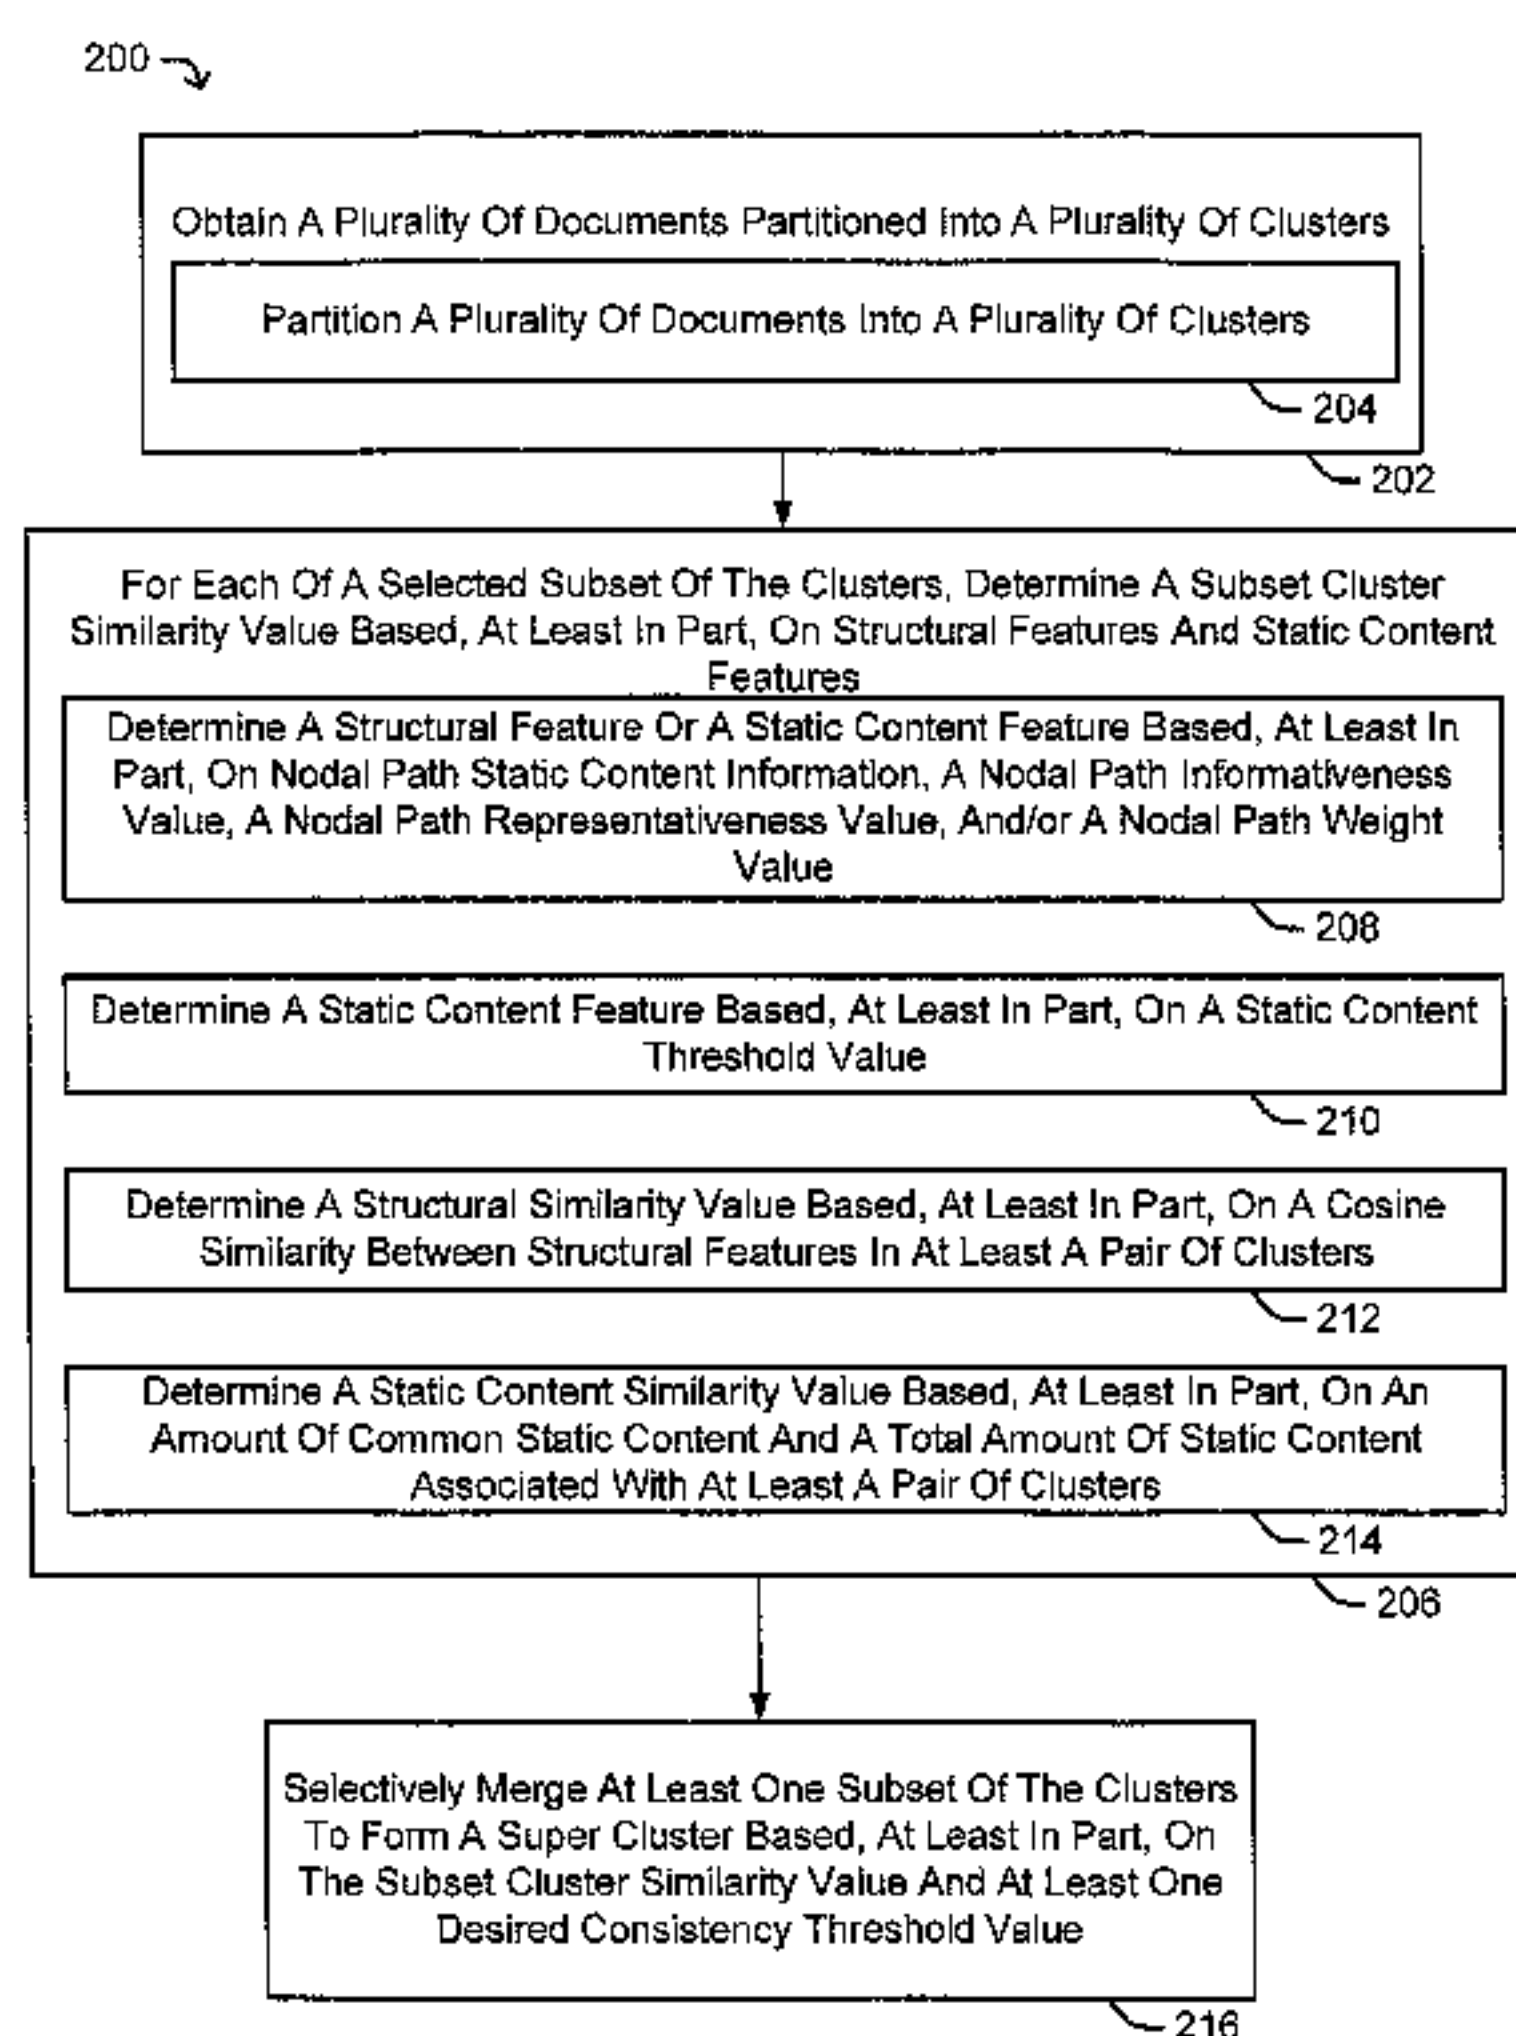 200
Obtain A Plurality Of Documents Partitioned Into A Plurality Of Clusters
Partition A Plurality Of Documents Into A Plurality Of Clusters
204
202
For Each Of A Selected Subset Of The Clusters, Determine A Subset Cluster
Similarity Value Based, At Least In Part, On Structural Features And Static Content
Features
Determine A Structural Feature Or A Static Content Feature Based, At Least In
Part, On Nodal Path Static Content Information, A Nodal Path Informativeness
Value, A Nodal Path Representativeness Value, And/or A Nodal Path Weight
Value
208
Determine A Static Content Feature Based, At Least In Part, On A Static Content
Threshold Value
210
Determine A Structural Similarity Value Based, At Least In Part, On A Cosine
Similarity Between Structural Features In At Least A Pair Of Clusters
212
Determine A Static Content Similarity Value Based, At Least In Part, On An
Amount Of Common Static Content And A Total Amount Of Static Content
Associated With At Least A Pair Of Clusters
214
206
Selectively Merge At Least One Subset Of The Clusters
To Form A Super Cluster Based, At Least In Part, On
The Subset Cluster Similarity Value And At Least One
Desired Consistency Threshold Value
216